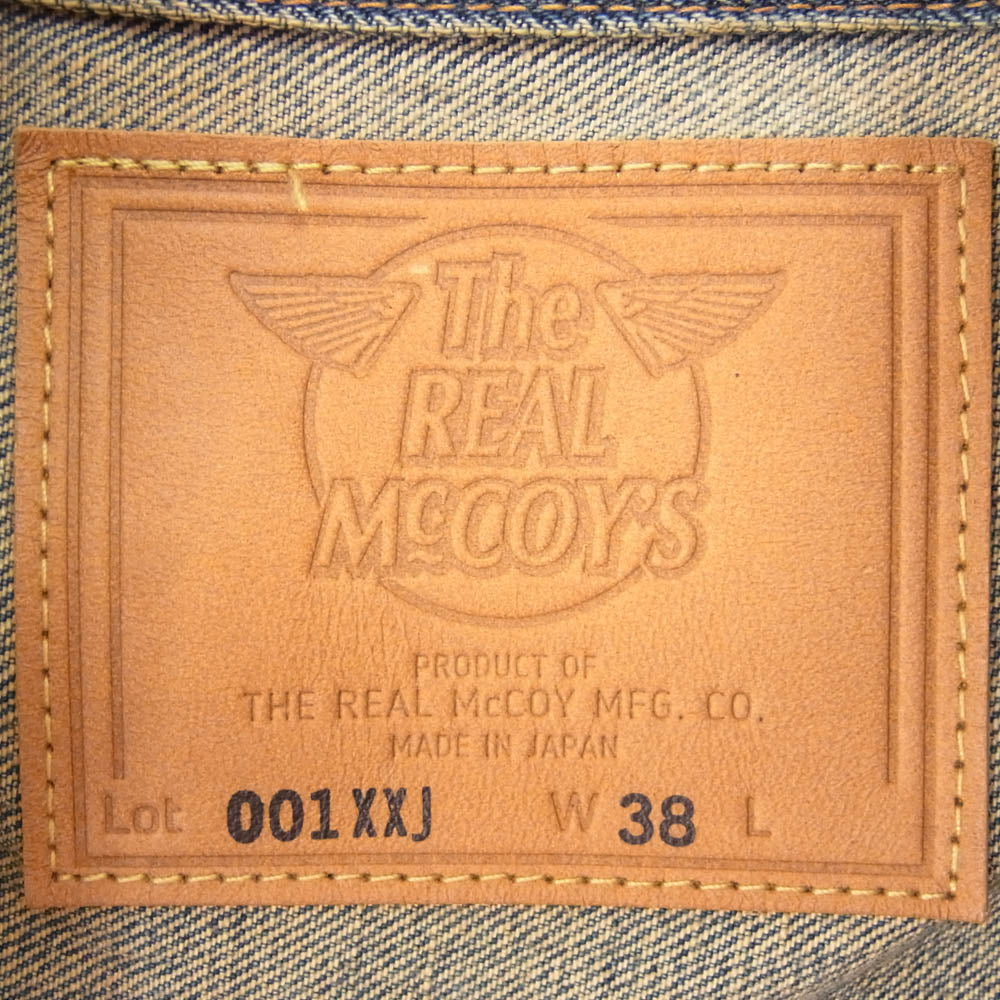 The
REAL
McCOY'S
PRODUCT OF
THE REAL McCOY MFG. CO.
MADE IN JAPAN
Lot 001XXJ W 38 L